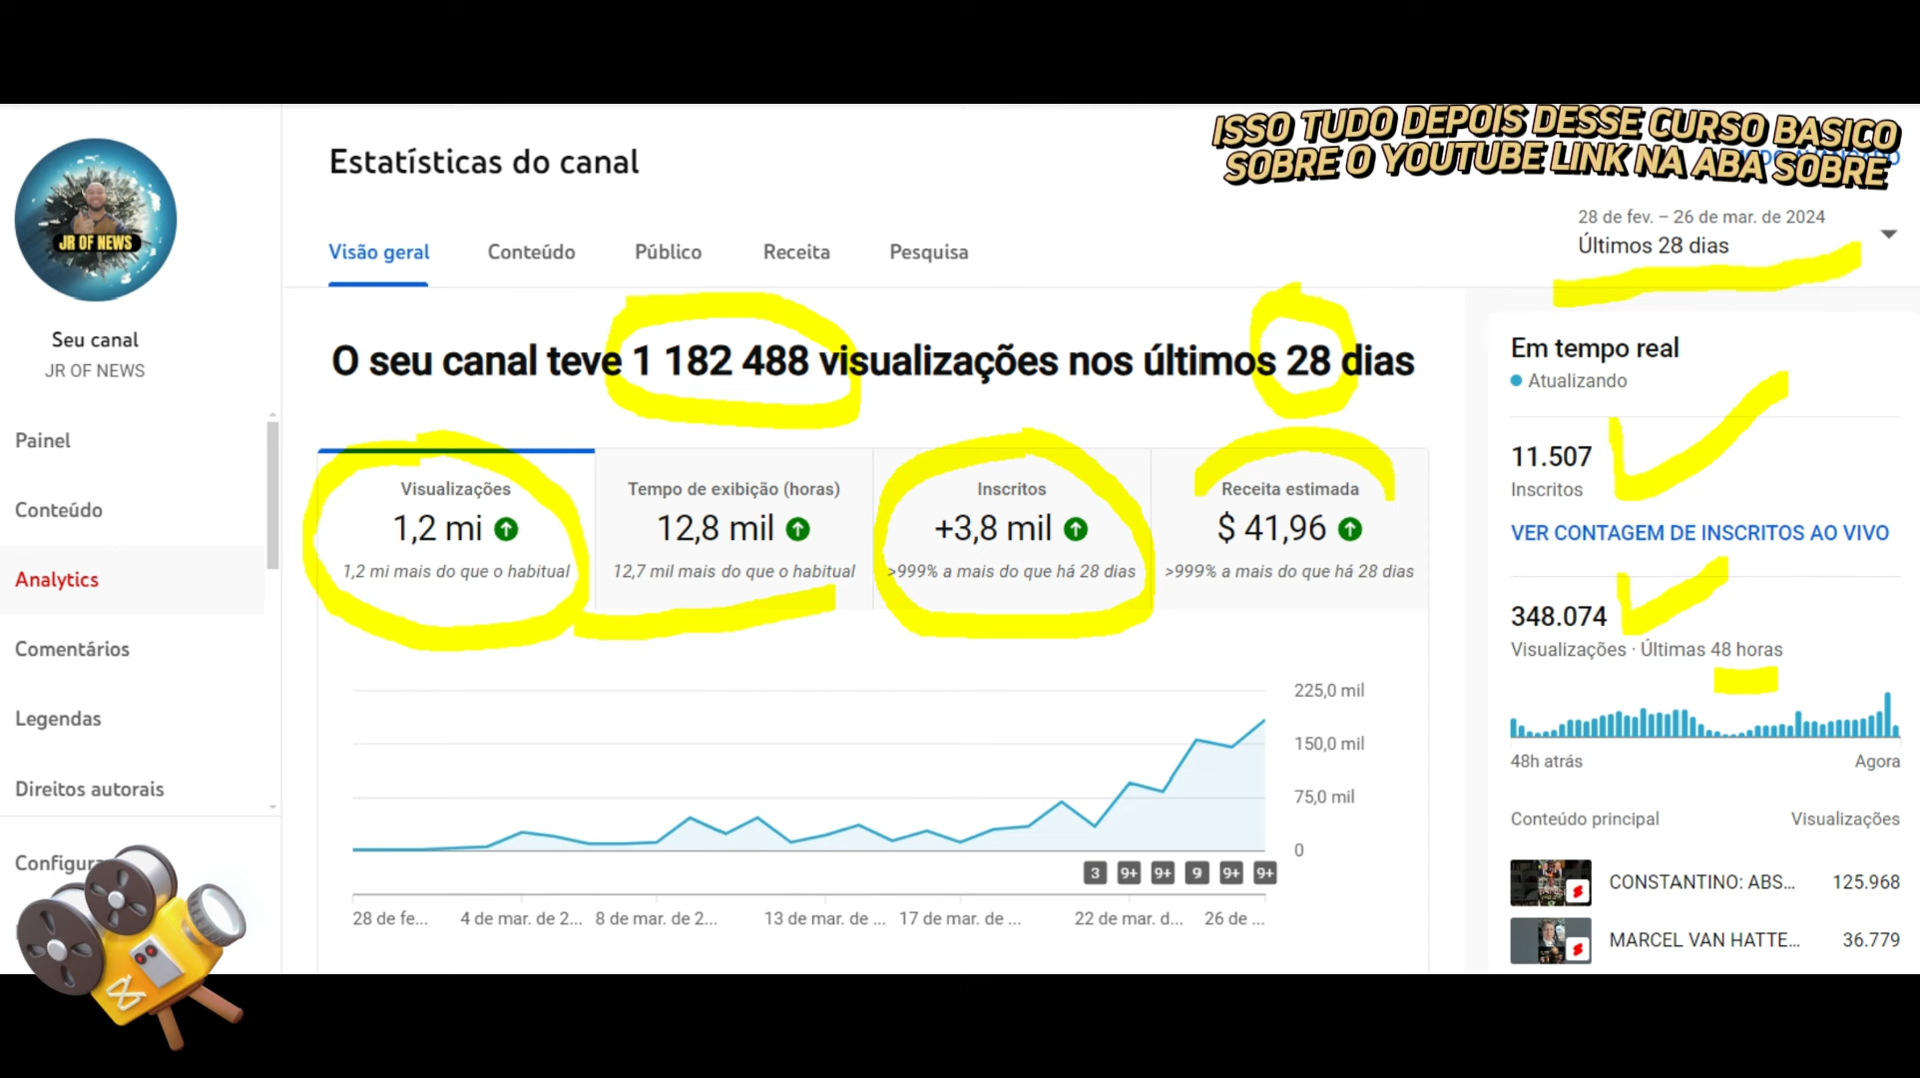 ISSO TUDO DEPOIS DESSE CURSO BASICO
SOBRE O YOUTUBE LINK NA ABA SOBRE
Estatísticas do canal
28 de fev. – 26 de mar. de 2024
Últimos 28 dias
Visão geral
Conteúdo
Público
Receita
Pesquisa
JR OF NEWS
Seu canal
JR OF NEWS
Painel
Conteúdo
Analytics
Comentários
Legendas
Direitos autorais
O seu canal teve 1 182 488 visualizações nos últimos 28 dias
Visualizações
1,2 mi
1,2 mi mais do que o habitual
Tempo de exibição (horas)
12,8 mil
12,7 mil mais do que o habitual
Inscritos
+3,8 mil
>999% a mais do que há 28 dias
Receita estimada
$ 41,96
>999% a mais do que há 28 dias
225,0 mil
150,0 mil
75,0 mil
0
3 9+ 9+ 9 9+ 9+
28 de fe... 4 de mar. de 2... 8 de mar. de 2... 13 de mar. de ... 17 de mar. de ... 22 de mar. d... 26 de ...
Em tempo real
Atualizando
11.507
Inscritos
VER CONTAGEM DE INSCRITOS AO VIVO
348.074
Visualizações · Últimas 48 horas
48h atrás
Agora
Conteúdo principal
Visualizações
CONSTANTINO: ABS... 125.968
MARCEL VAN HATTE... 36.779